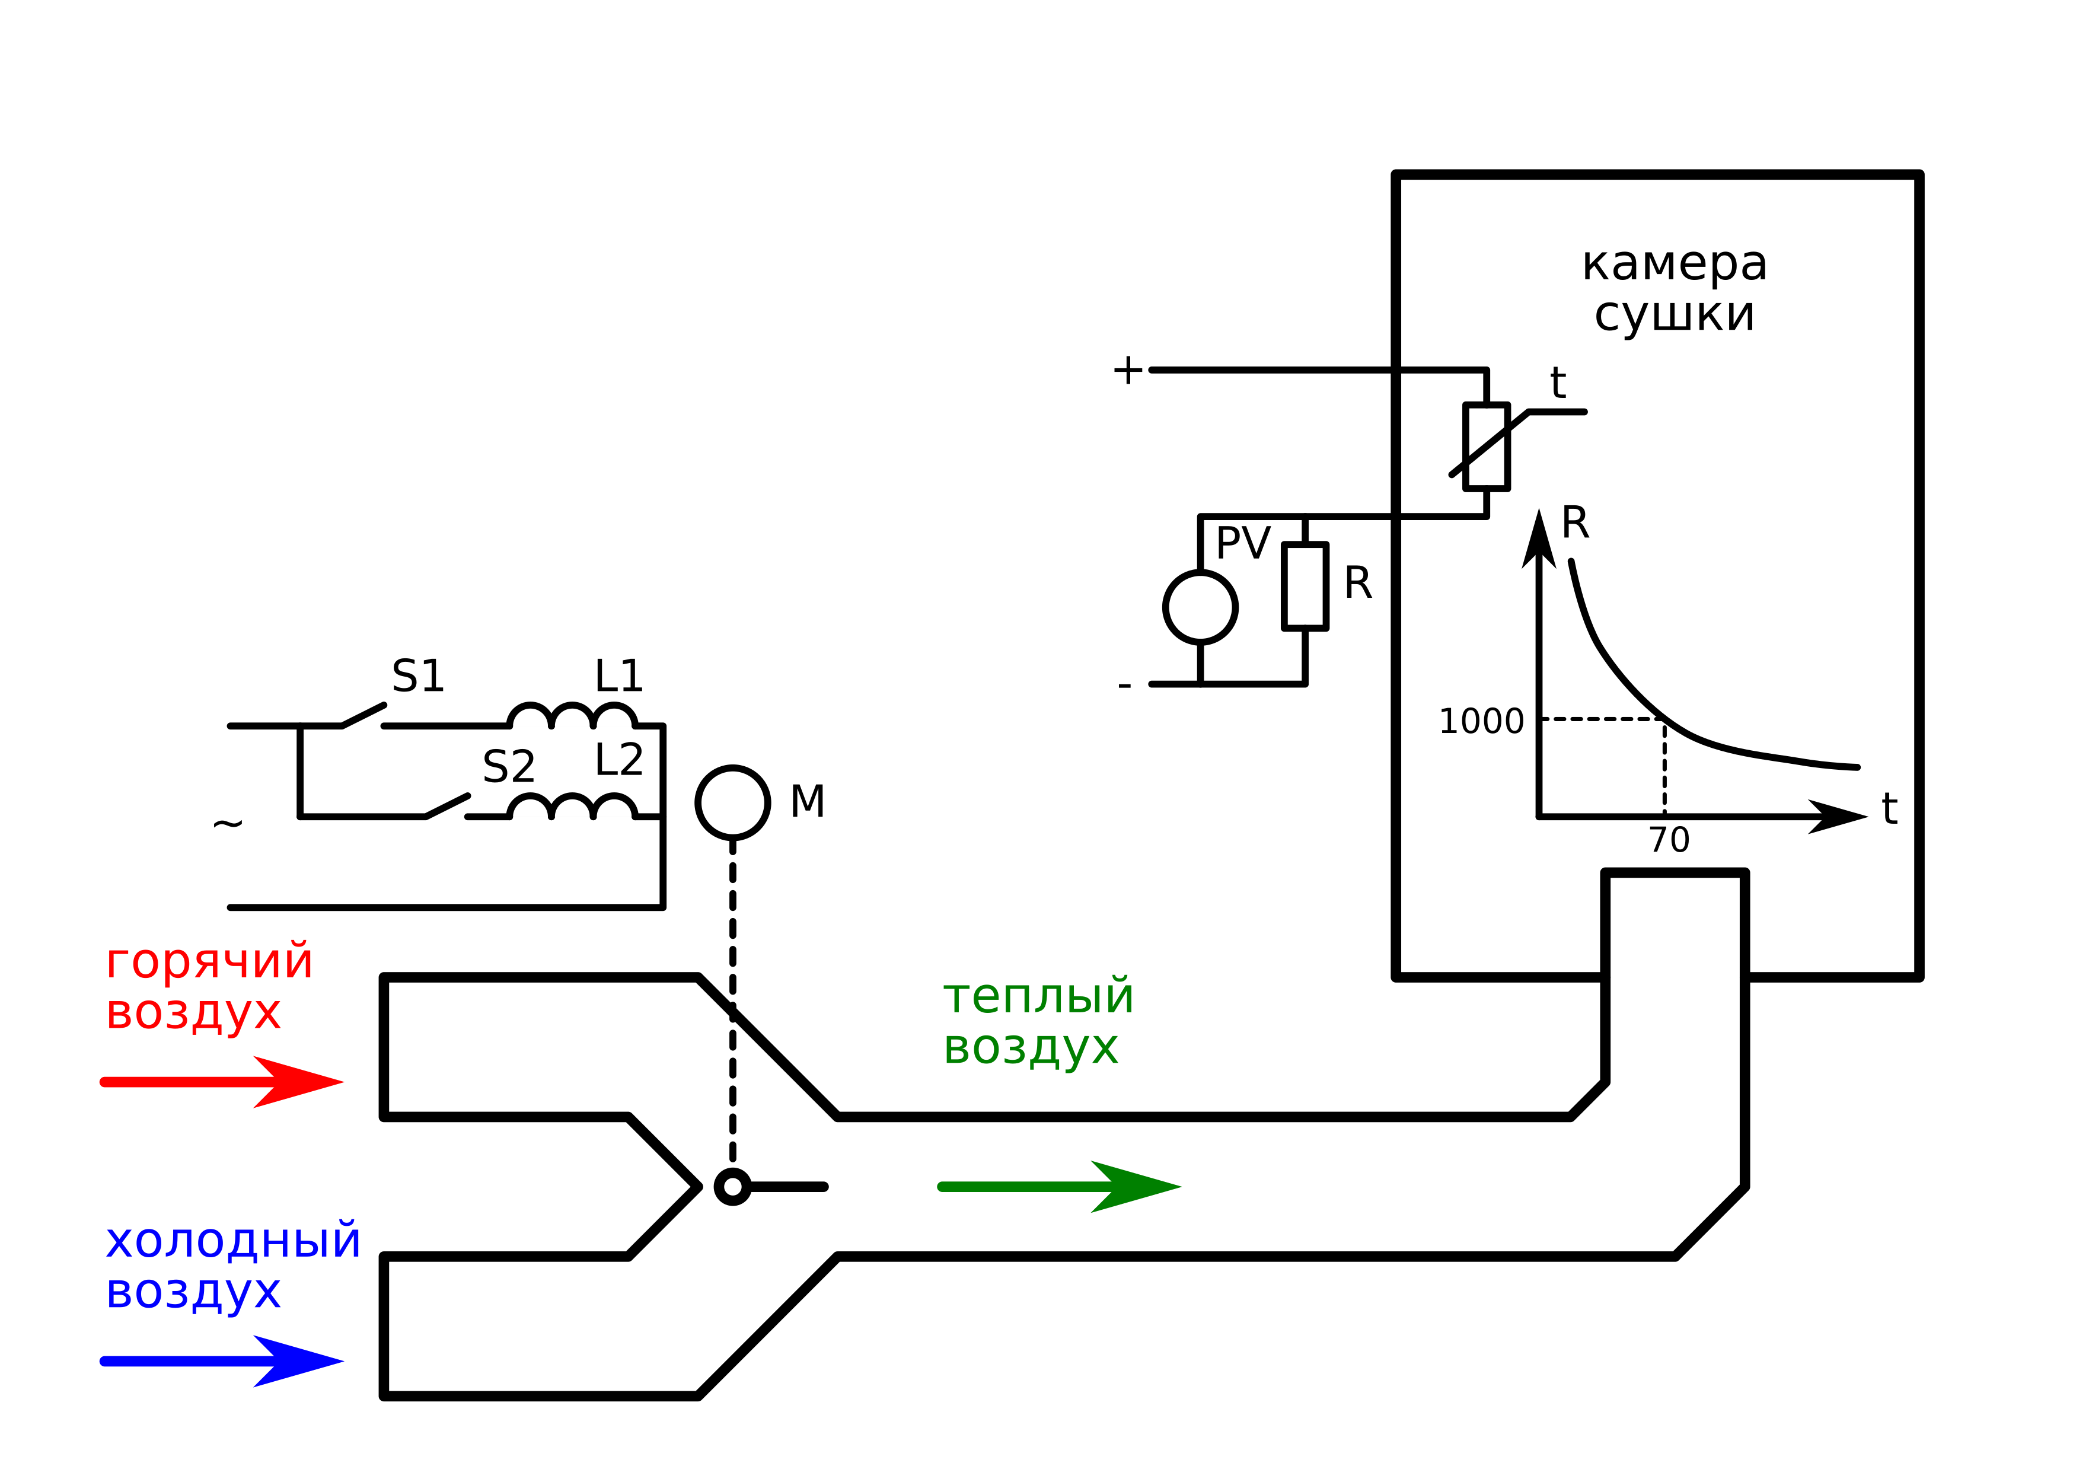 камера
сушки
+
t
R
PV
R
-
S1
L1
S2
L2
1000
M
~
t
70
горячий
воздух
теплый
воздух
холодный
воздух